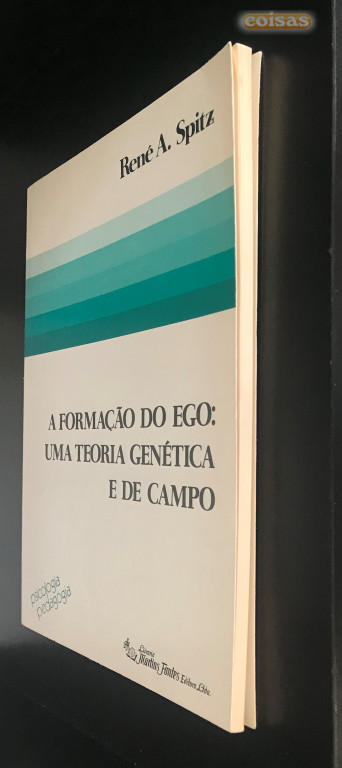 coisas
René A. Spitz
A FORMAÇÃO DO EGO:
UMA TEORIA GENÉTICA
E DE CAMPO
psicologia
pedagogia
Livraria
Martins Fontes Editora Ltda.